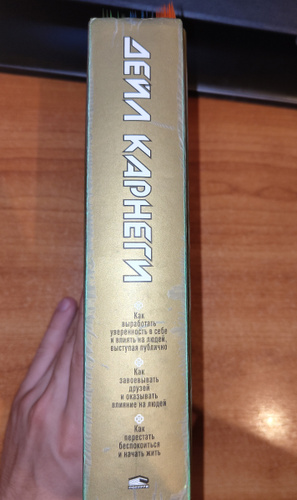 ДЕЙЛ КАРНЕГИ
Как
выработать
уверенность в себе
и влиять на людей,
выступая публично
Как
завоевывать
друзей
и оказывать
влияние на людей
Как
перестать
беспокоиться
и начать жить